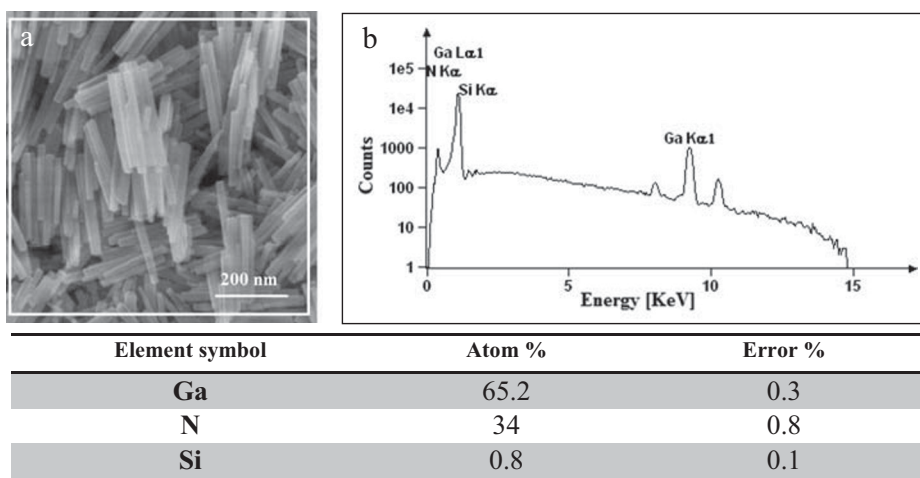 a
200 nm
b
Counts
1e5
1e4
1000
100
10
1
Ga Lα1
N Kα
Si Kα
Ga Kα1
0 5 10 15
Energy [KeV]
Element symbol Atom % Error %
Ga 65.2 0.3
N 34 0.8
Si 0.8 0.1